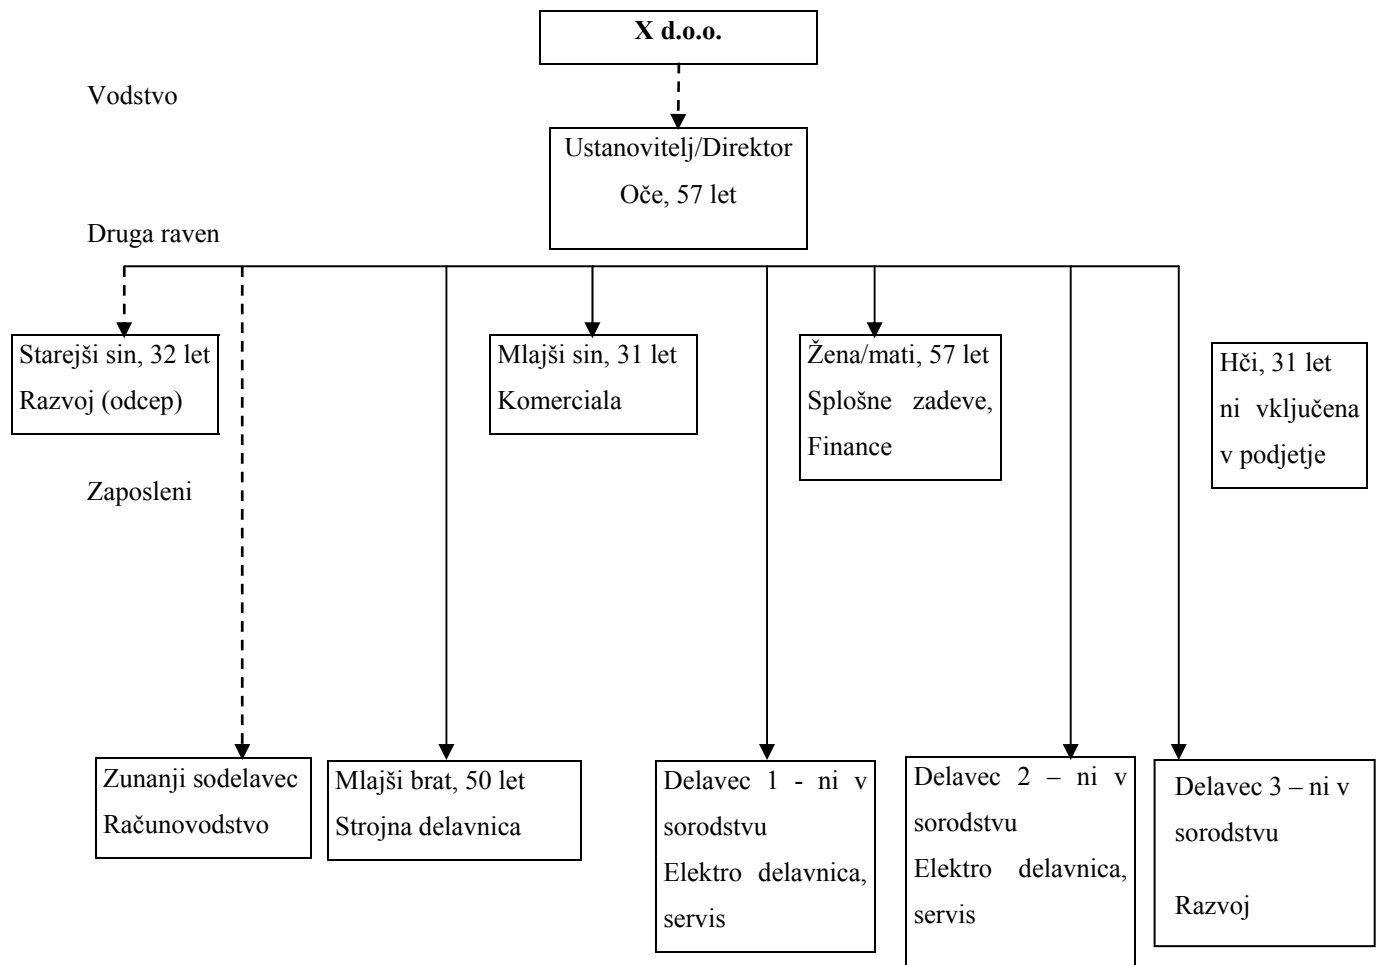 X d.o.o.
Vodstvo
Ustanovitelj/Direktor
Oče, 57 let
Druga raven
Starejši sin, 32 let
Razvoj (odcep)
Mlajši sin, 31 let
Komerciala
Žena/mati, 57 let
Splošne zadeve,
Finance
Hči, 31 let
ni vključena
v podjetje
Zaposleni
Zunanji sodelavec
Računovodstvo
Mlajši brat, 50 let
Strojna delavnica
Delavec 1 - ni v
sorodstvu
Elektro delavnica,
servis
Delavec 2 – ni v
sorodstvu
Elektro delavnica,
servis
Delavec 3 – ni v
sorodstvu
Razvoj